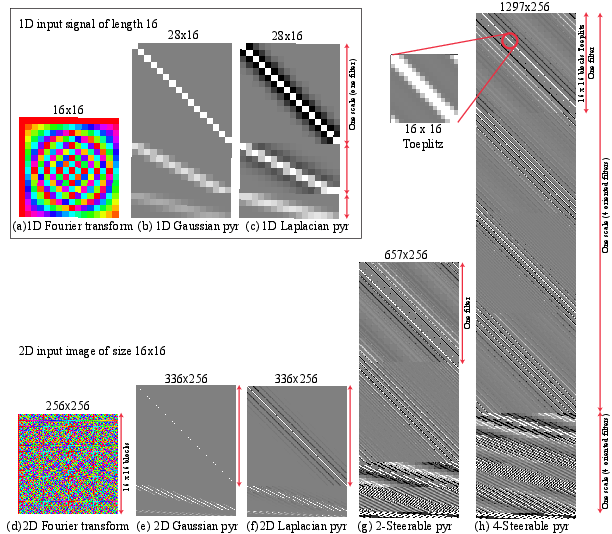 1D input signal of length 16
28x16
28x16
16x16
One scale (one filter)
(a)1D Fourier transform
(b) 1D Gaussian pyr
(c) 1D Laplacian pyr
16 x 16
Toeplitz
1297x256
16 x 16 blocks Toeplitz
One filter
One scale (4 oriented filters)
657x256
One filter
2D input image of size 16x16
256x256
336x256
336x256
16 x 16 blocks
One scale (4 oriented filters)
(d)2D Fourier transform
(e) 2D Gaussian pyr
(f)2D Laplacian pyr
(g) 2-Steerable pyr
(h) 4-Steerable pyr